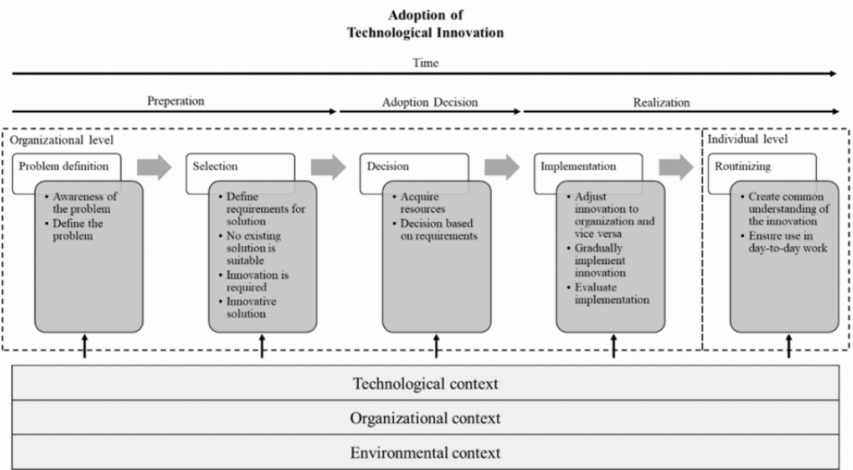 Adoption of
Technological Innovation
Time
Preperation
Adoption Decision
Realization
Organizational level
Individual level
Problem definition
• Awareness of
the problem
• Define the
problem
Selection
• Define
requirements for
solution
• No existing
solution is
suitable
• Innovation is
required
• Innovative
solution
Decision
• Acquire
resources
• Decision based
on requirements
Implementation
• Adjust
innovation to
organization and
vice versa
• Gradually
implement
innovation
• Evaluate
implementation
Routinizing
• Create common
understanding of
the innovation
• Ensure use in
day-to-day work
Technological context
Organizational context
Environmental context